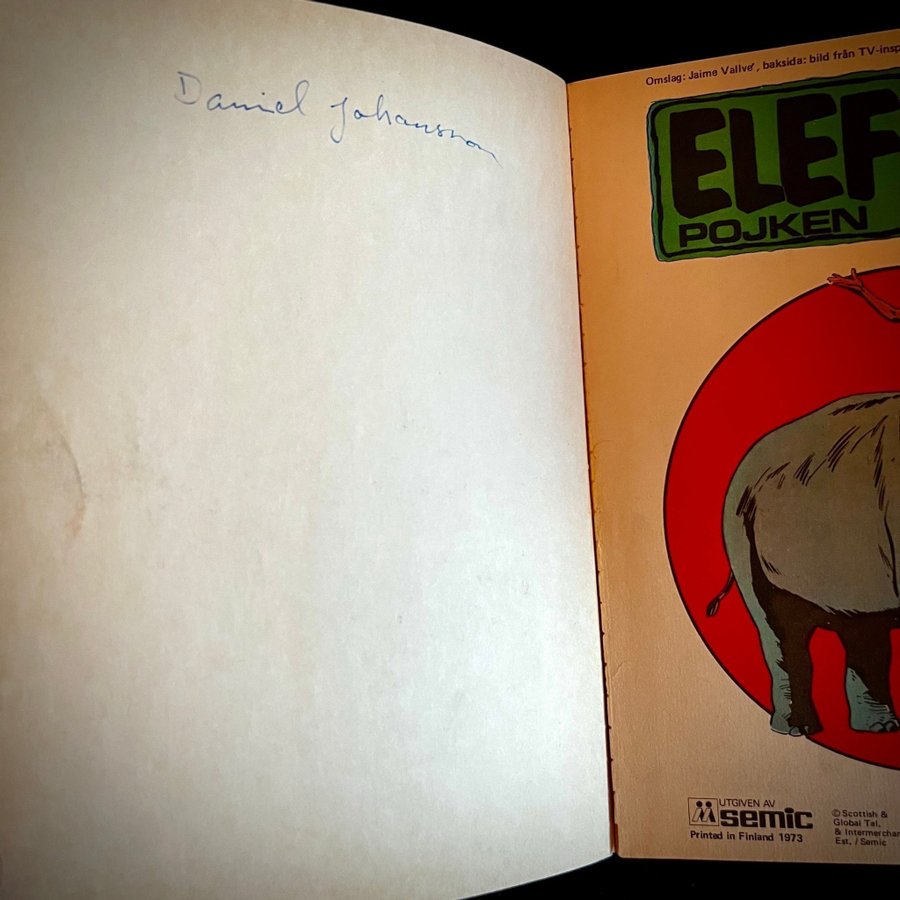 Daniel Johansson
Omslag: Jaime Vallve', baksida: bild från TV-insp
ELEF
POJKEN
UTGIVEN AV
semic
Printed in Finland 1973
© Scottish &
Global Tal.
& Intermerchan
Est. / Semic